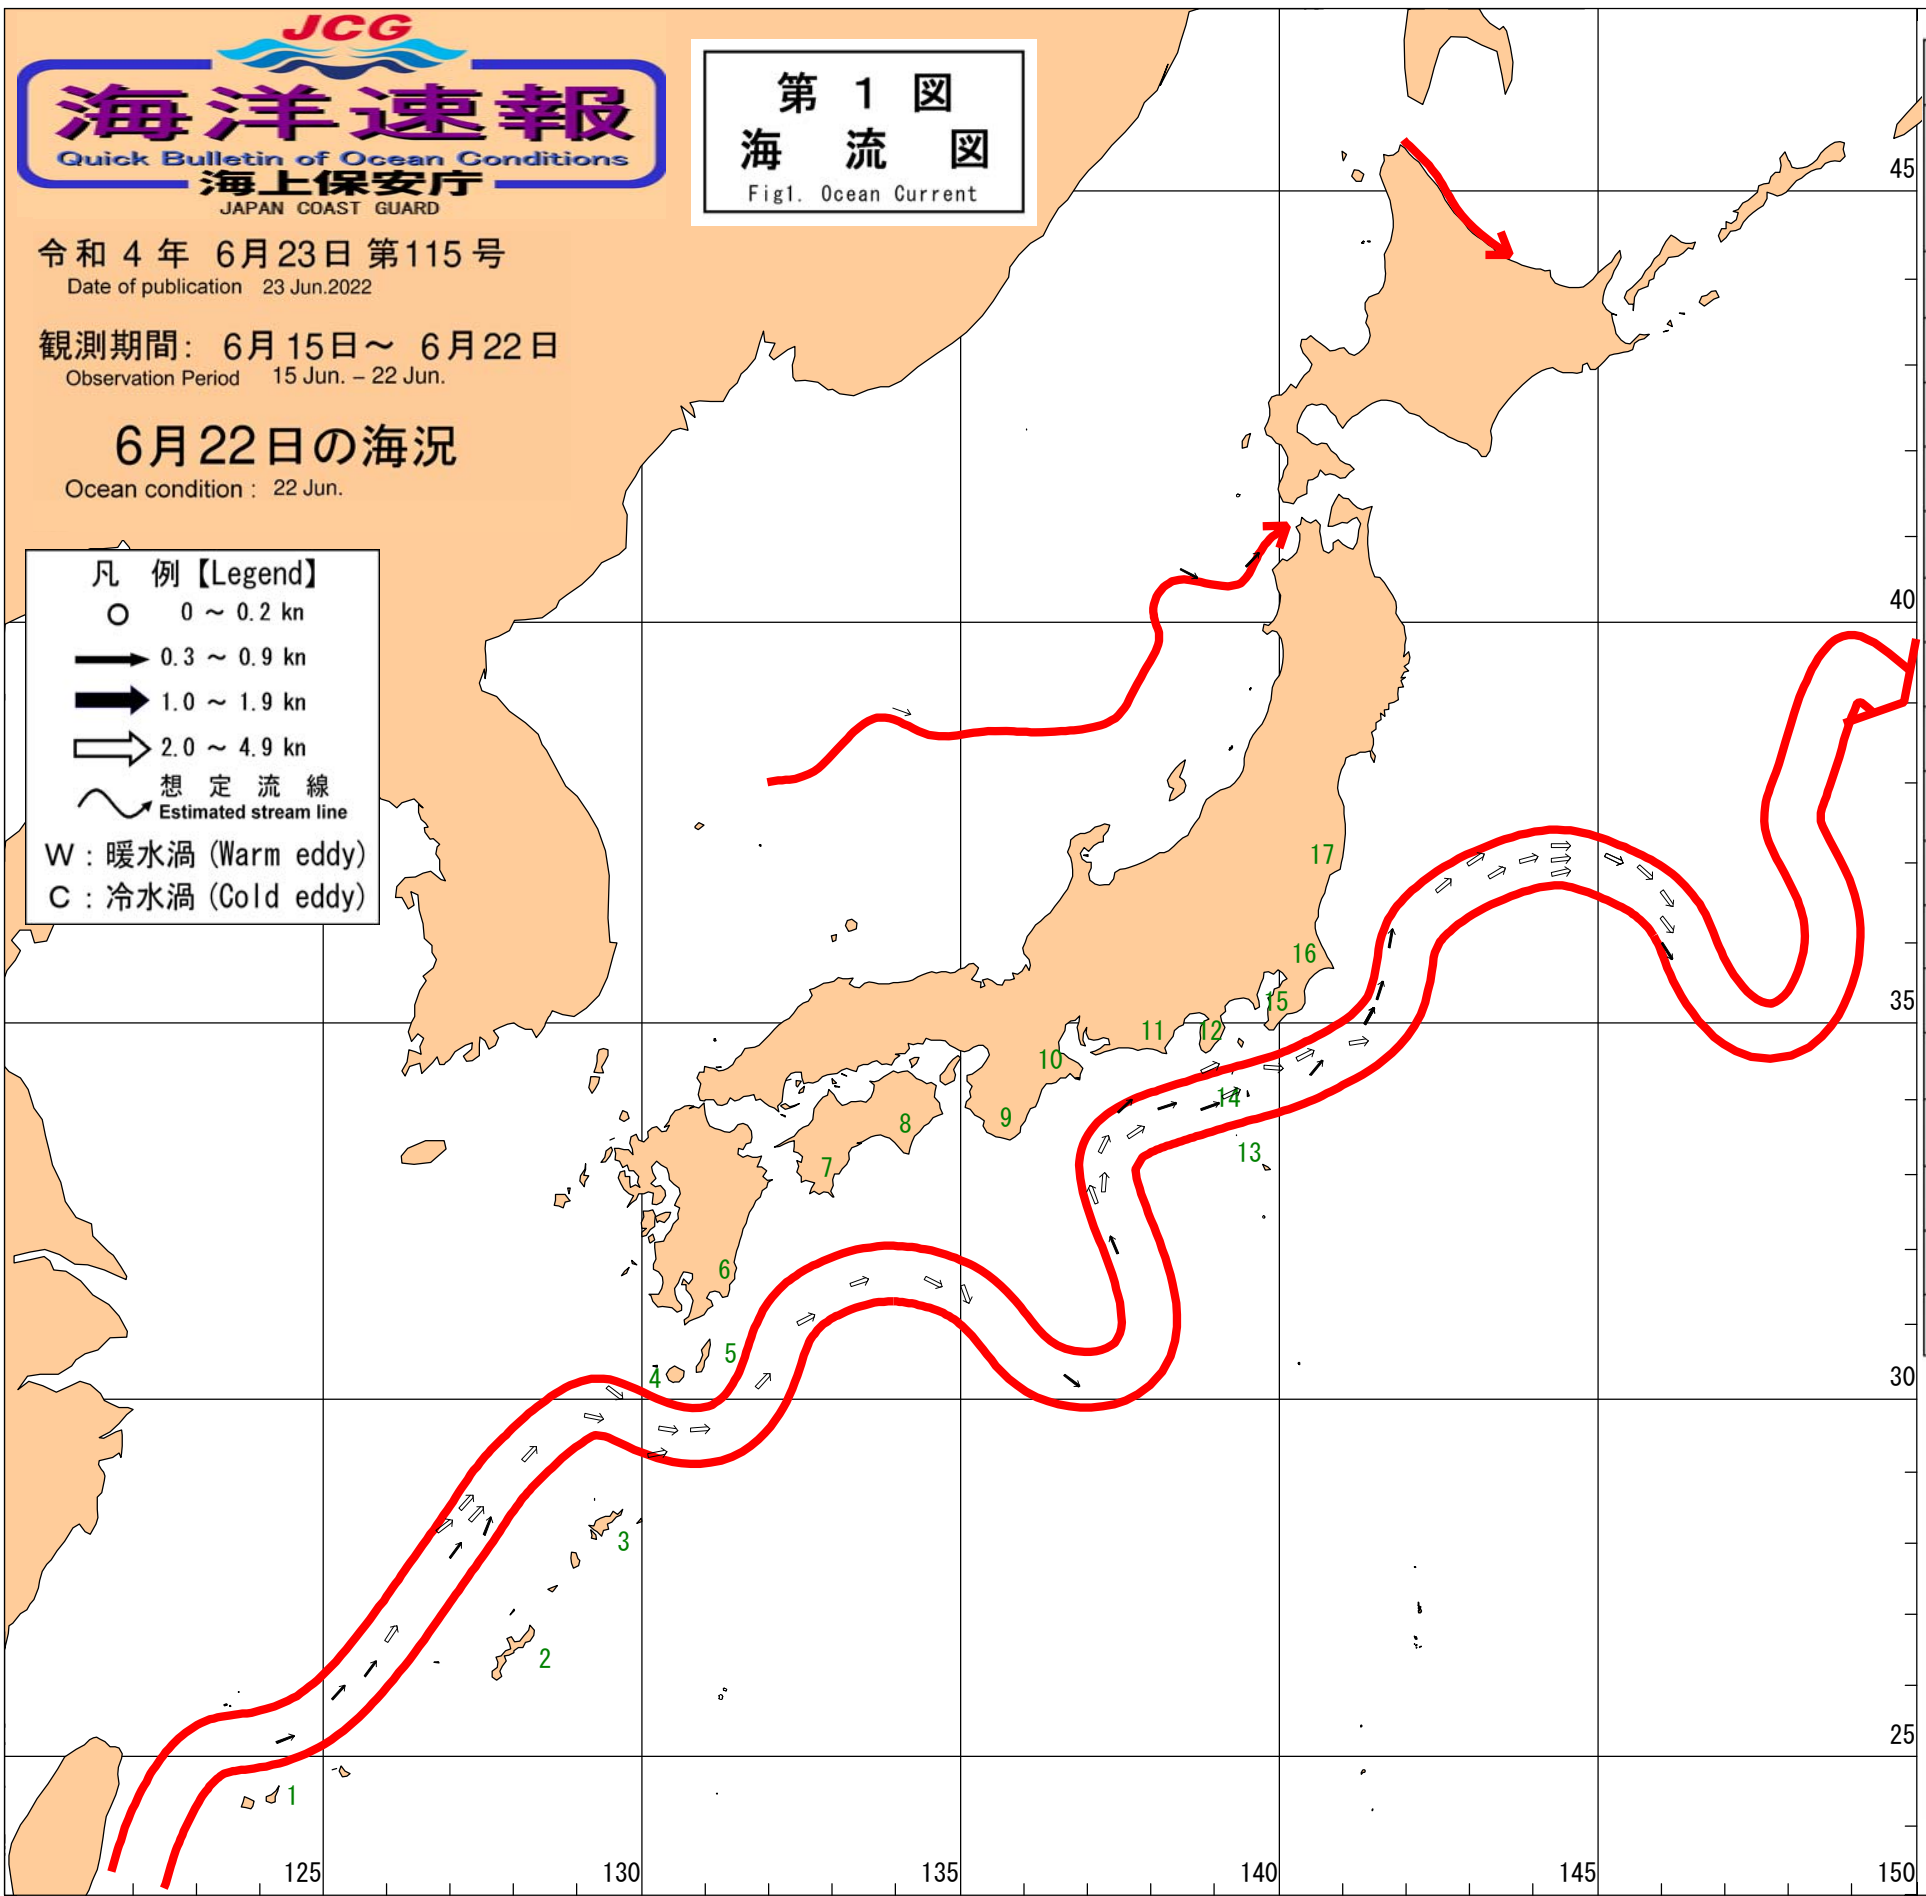 JCG
海洋速報
Quick Bulletin of Ocean Conditions
海上保安庁
JAPAN COAST GUARD
令和 4 年 6月23日 第115号
Date of publication 23 Jun.2022
観測期間: 6月15日～ 6月22日
Observation Period 15 Jun. – 22 Jun.
6月22日の海況
Ocean condition : 22 Jun.
第 1 図
海 流 図
Fig1. Ocean Current
凡 例【Legend】
0 ～ 0.2 kn
0.3 ～ 0.9 kn
1.0 ～ 1.9 kn
2.0 ～ 4.9 kn
想 定 流 線
Estimated stream line
W : 暖水渦 (Warm eddy)
C : 冷水渦 (Cold eddy)
45
40
35
30
25
17
16
15
12
11
10
14
9
8
13
7
6
5
4
3
2
1
125
130
135
140
145
150